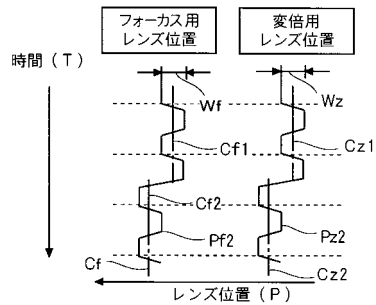 フォーカス用
レンズ位置
変倍用
レンズ位置
時間（T）
Wf
Wz
Cf1
Cz1
Cf2
Pf2
Pz2
Cf
Cz2
レンズ位置（P）